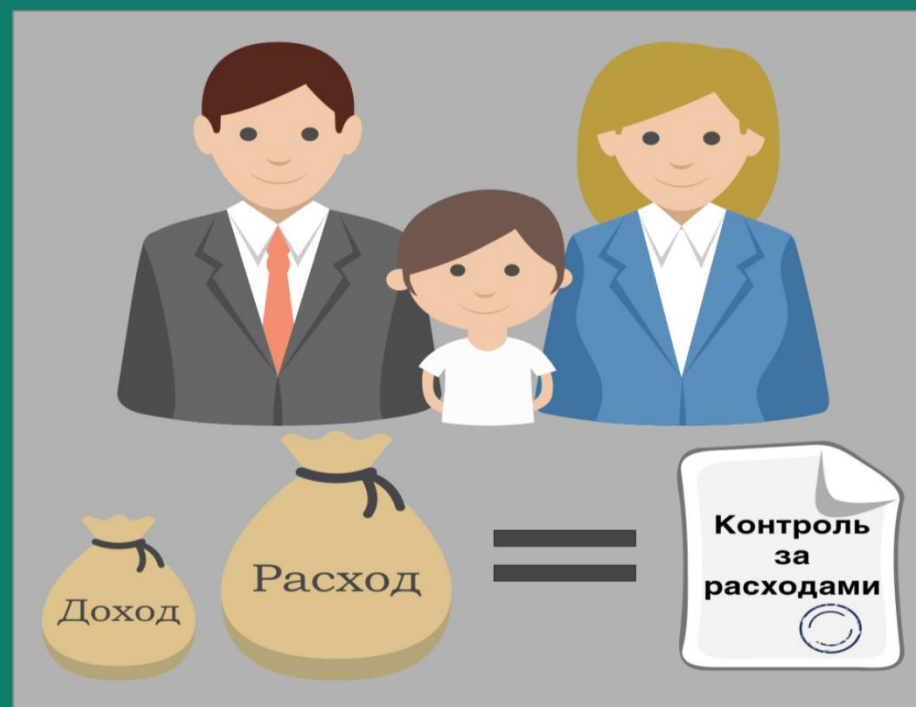 Доход
Расход
Контроль
за
расходами